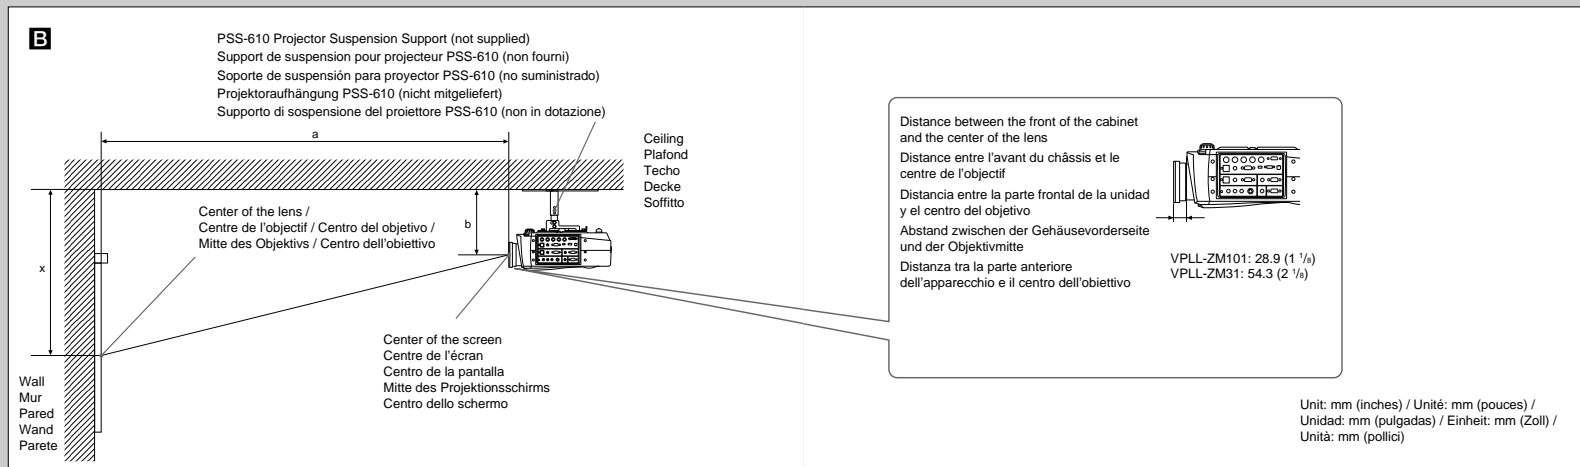 B
PSS-610 Projector Suspension Support (not supplied)
Support de suspension pour projecteur PSS-610 (non fourni)
Soporte de suspensión para proyector PSS-610 (no suministrado)
Projektoraufhängung PSS-610 (nicht mitgeliefert)
Supporto di sospensione del proiettore PSS-610 (non in dotazione)
a
Ceiling
Plafond
Techo
Decke
Soffitto
Center of the lens /
Centre de l'objectif / Centro del objetivo /
Mitte des Objektivs / Centro dell'obiettivo
b
x
Center of the screen
Centre de l'écran
Centro de la pantalla
Mitte des Projektionsschirms
Centro dello schermo
Wall
Mur
Pared
Wand
Parete
Distance between the front of the cabinet
and the center of the lens
Distance entre l'avant du châssis et le
centre de l'objectif
Distancia entre la parte frontal de la unidad
y el centro del objetivo
Abstand zwischen der Gehäusevorderseite
und der Objektivmitte
Distanza tra la parte anteriore
dell'apparecchio e il centro dell'obiettivo
VPLL-ZM101: 28.9 (1 1/8)
VPLL-ZM31: 54.3 (2 1/8)
Unit: mm (inches) / Unité: mm (pouces) /
Unidad: mm (pulgadas) / Einheit: mm (Zoll) /
Unità: mm (pollici)